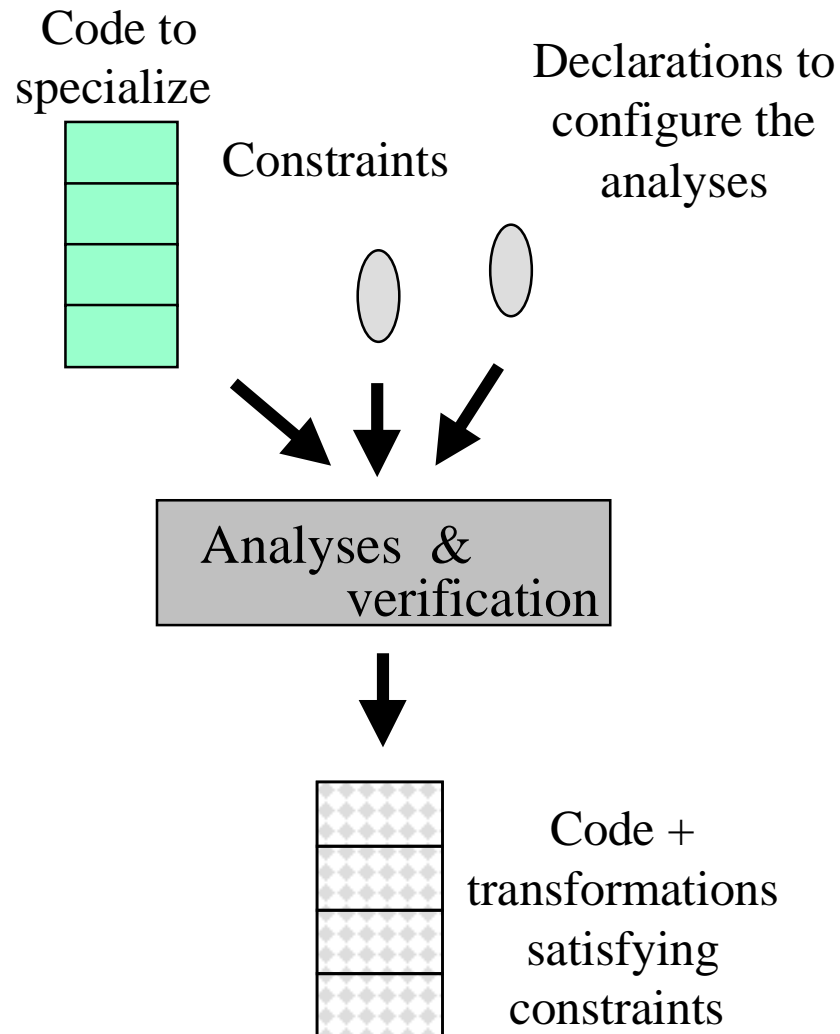 Code to
specialize
Constraints
Declarations to
configure the
analyses
Analyses &
verification
Code +
transformations
satisfying
constraints